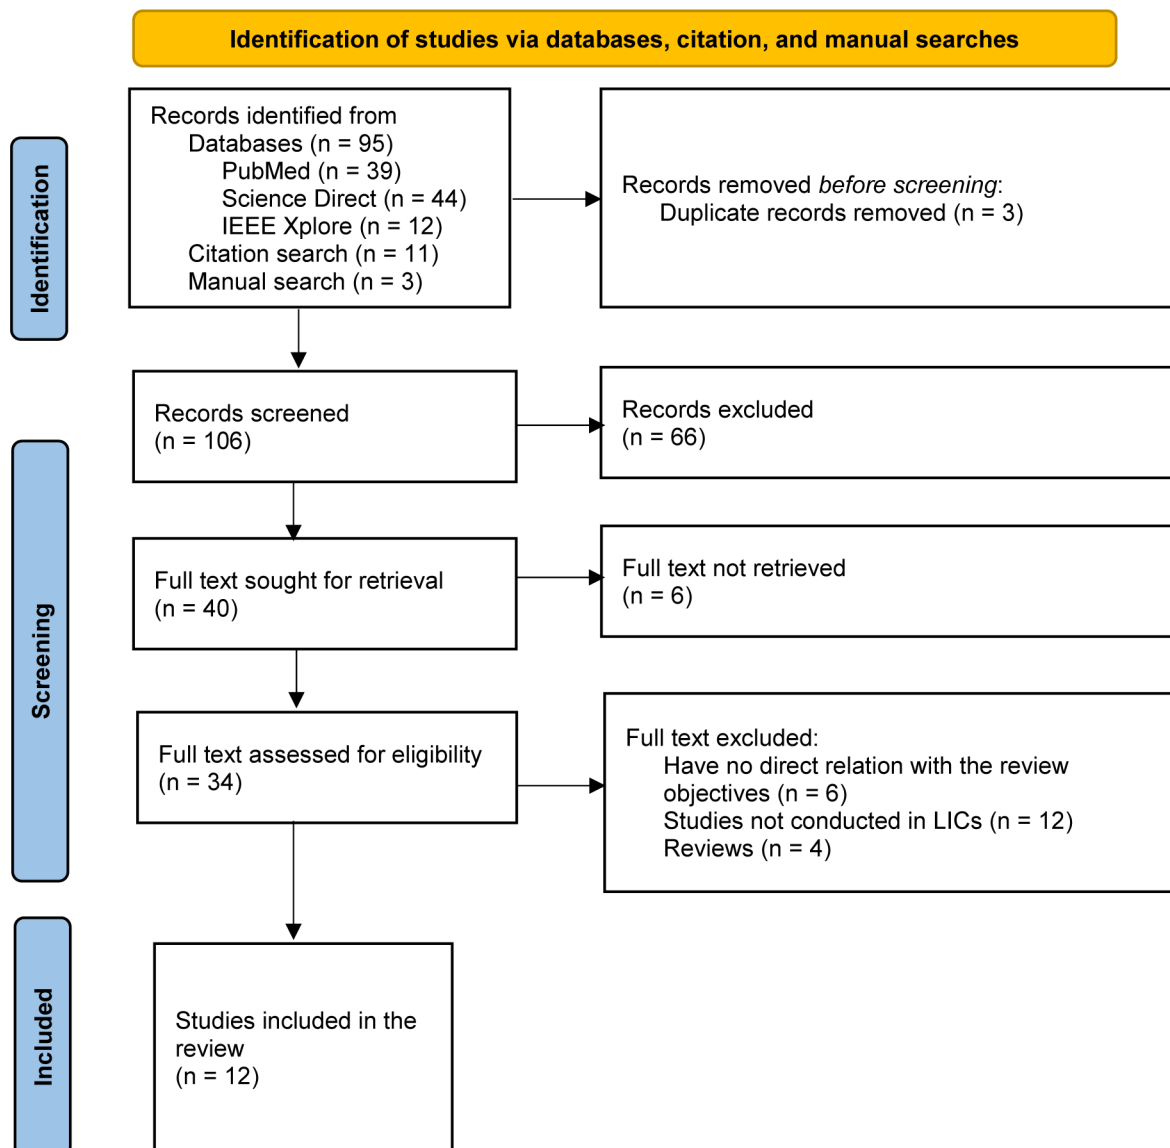 Identification of studies via databases, citation, and manual searches
Identification
Records identified from
Databases (n = 95)
PubMed (n = 39)
Science Direct (n = 44)
IEEE Xplore (n = 12)
Citation search (n = 11)
Manual search (n = 3)
Records removed before screening:
Duplicate records removed (n = 3)
Screening
Records screened
(n = 106)
Records excluded
(n = 66)
Full text sought for retrieval
(n = 40)
Full text not retrieved
(n = 6)
Full text assessed for eligibility
(n = 34)
Full text excluded:
Have no direct relation with the review
objectives (n = 6)
Studies not conducted in LICs (n = 12)
Reviews (n = 4)
Included
Studies included in the
review
(n = 12)